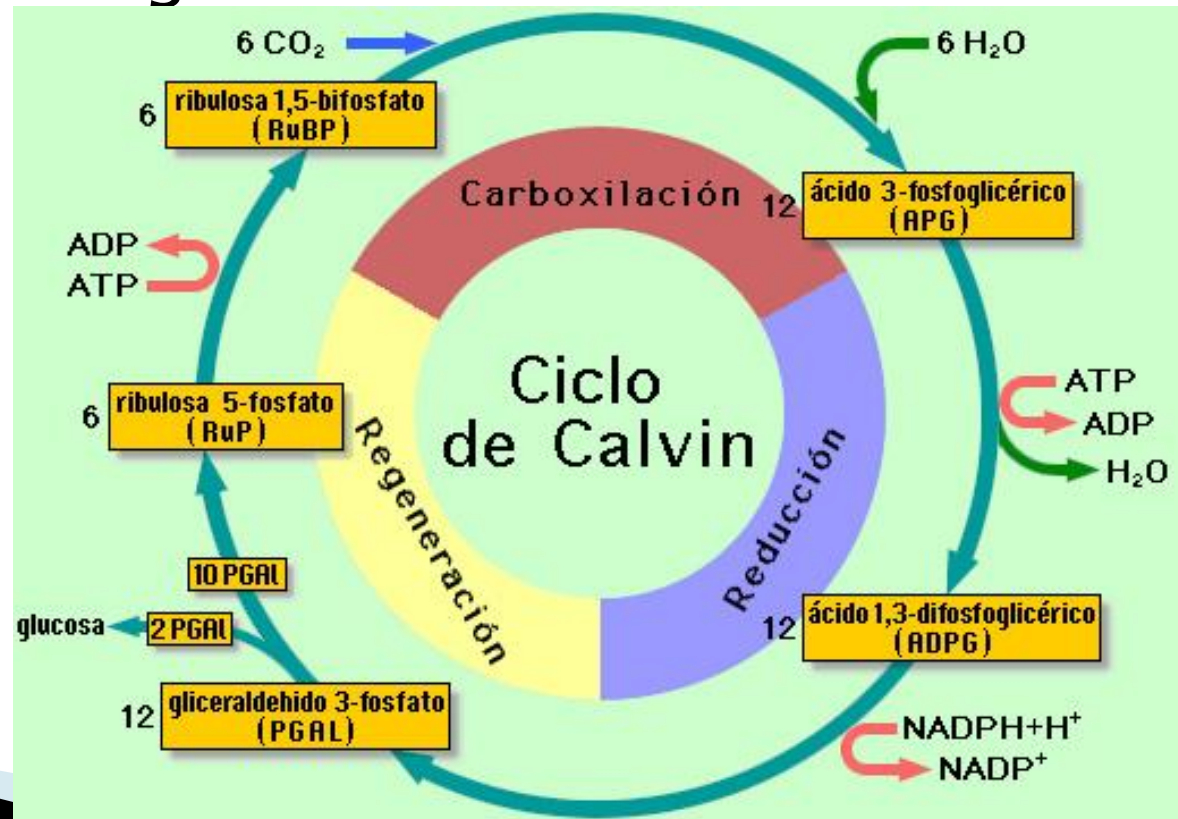 6 CO₂
6 H₂O
6 ribulosa 1,5-bifosfato
(RuBP)
Carboxilación
12 ácido 3-fosfoglicérico
(APG)
ADP
ATP
ATP
ADP
H₂O
Ciclo
de Calvin
6 ribulosa 5-fosfato
(RuP)
Regeneración
Reducción
10 PGAl
glucosa
2 PGAl
12 ácido 1,3-difosfoglicérico
(ADPG)
12 gliceraldehido 3-fosfato
(PGAL)
NADPH+H⁺
NADP⁺